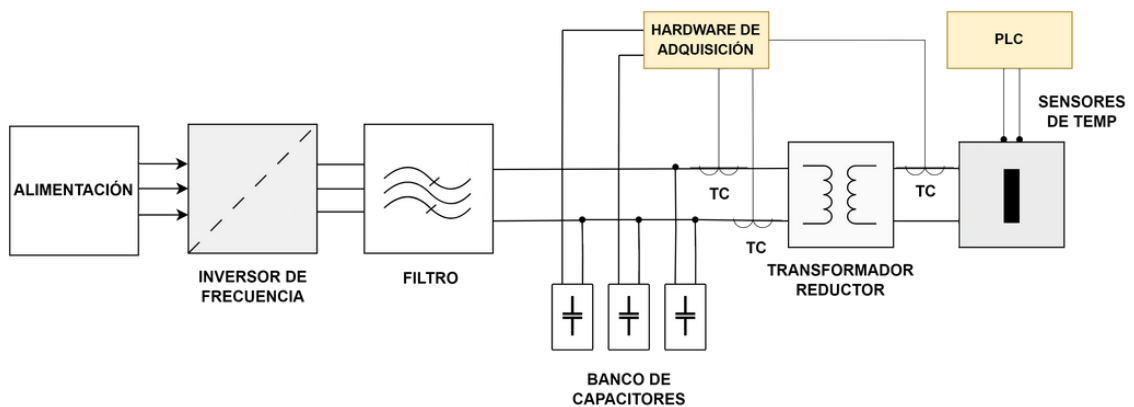 HARDWARE DE
ADQUISICIÓN
PLC
SENSORES
DE TEMP
ALIMENTACIÓN
TC
TC
TC
INVERSOR DE
FRECUENCIA
FILTRO
TRANSFORMADOR
REDUCTOR
BANCO DE
CAPACITORES